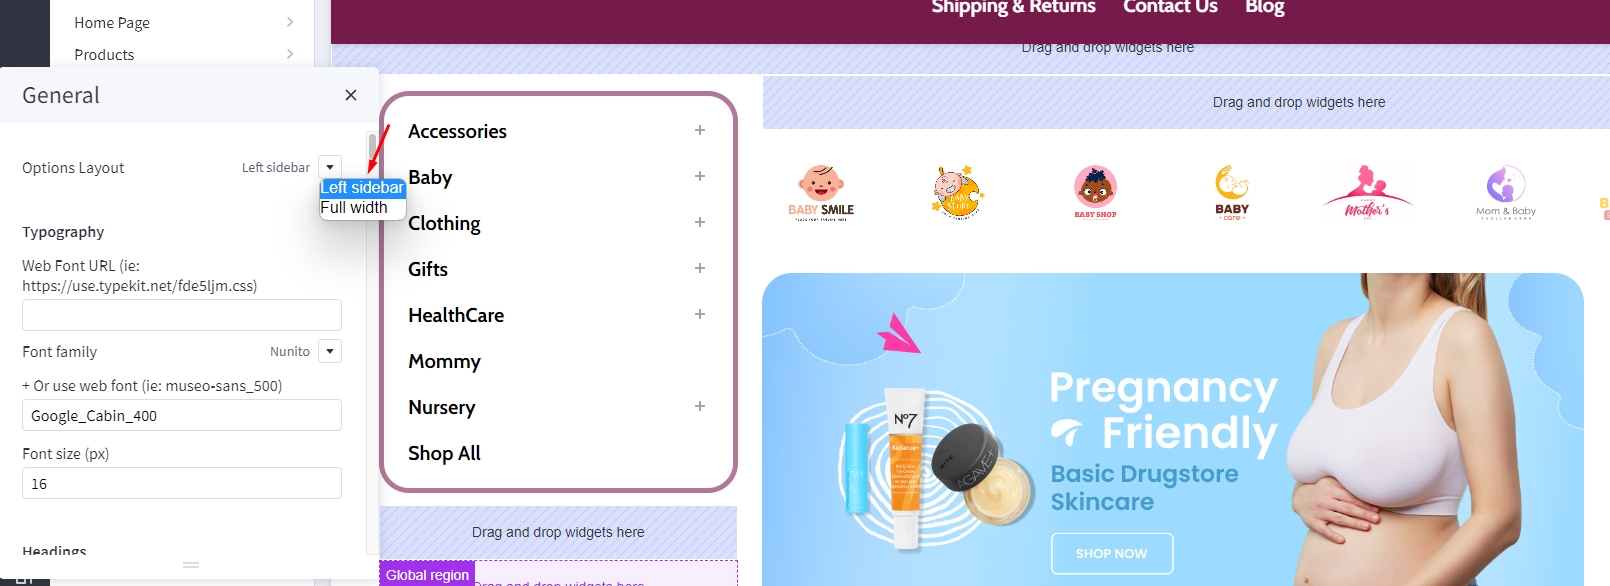 Home Page
Products
Shipping & Returns
Contact Us
Blog
Drag and drop widgets here
General
Options Layout
Left sidebar
Left sidebar
Full width
Typography
Web Font URL (ie:
https://use.typekit.net/fde5ljm.css)
Font family
Nunito
+ Or use web font (ie: museo-sans_500)
Google_Cabin_400
Font size (px)
16
Headings
Accessories
Baby
Clothing
Gifts
HealthCare
Mommy
Nursery
Shop All
Drag and drop widgets here
Global region
Drag and drop widgets here
Drag and drop widgets here
BABY SMILE
BABY STORE
BABY SHOP
BABY
care
Mother's
Mom & Baby
Nº7
Radiance+
AGAVE+
Pregnancy
Friendly
Basic Drugstore
Skincare
SHOP NOW